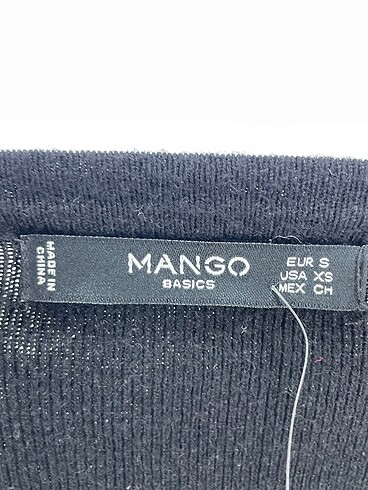 MADE IN
CHINA
MANGO
BASICS
EUR S
USA XS
MEX CH